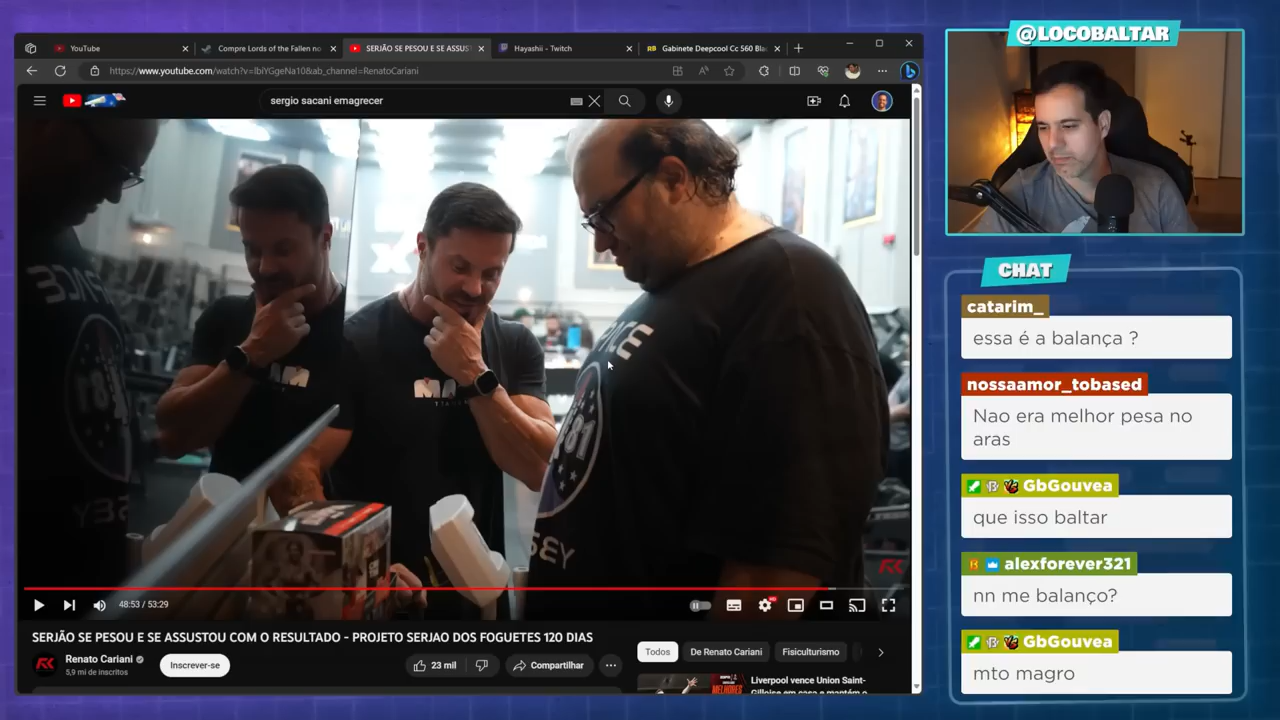 YouTube
Compre Lords of the Fallen no
SERJÃO SE PESOU E SE ASSUST
Hayashii - Twitch
Gabinete Deepcool Cc 560 Bla
https://www.youtube.com/watch?v=IbiYGgeNa10&ab_channel=RenatoCariani
sergio sacani emagrecer
48:53 / 53:29
SERJÃO SE PESOU E SE ASSUSTOU COM O RESULTADO - PROJETO SERJAO DOS FOGUETES 120 DIAS
Renato Cariani
5,9 mi de inscritos
Inscrever-se
23 mil
Compartilhar
Todos
De Renato Cariani
Fisiculturismo
Liverpool vence Union Saint-
Gilloise em casa e mantém o
@LOCOBALTAR
CHAT
catarim_
essa é a balança ?
nossaamor_tobased
Nao era melhor pesa no
aras
GbGouvea
que isso baltar
alexforever321
nn me balanço?
GbGouvea
mto magro